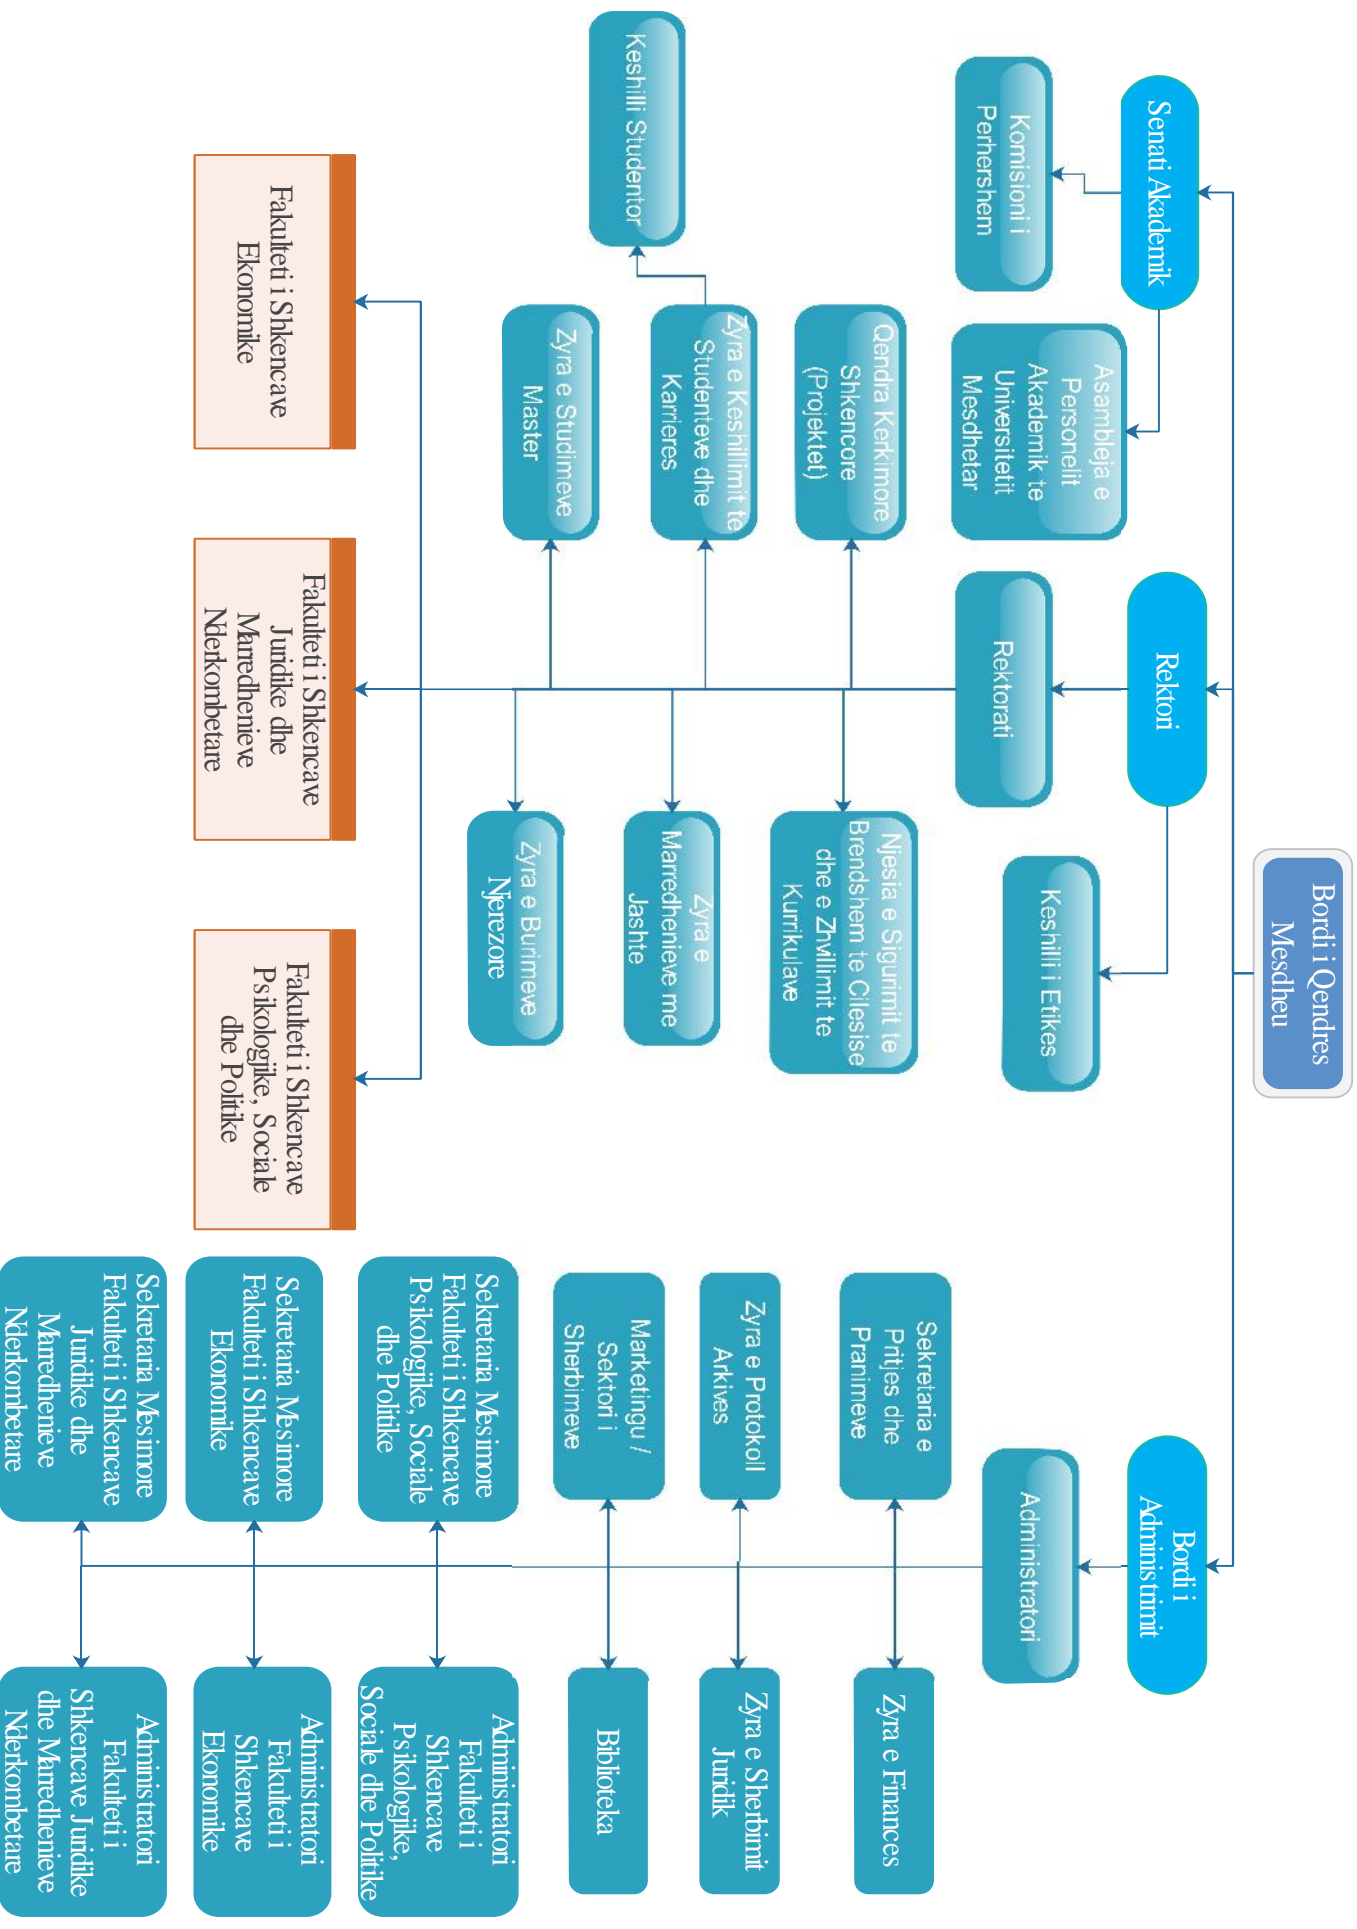 Bordi i Qendres
Mesdheu
Senati Akademik
Rektori
Bordi i
Administrimit
Komisioni i
Perhershem
Asambleja e
Personelit
Akademik te
Universitetit
Mesdhetar
Rektorati
Keshilli i Etikes
Administratori
Qendra Kerkimore
Shkencore
(Projektet)
Njesia e Sigurimit te
Brendshem te Cilesise
dhe e Zhvillimit te
Kurrikulave
Sekretaria e
Pritjes dhe
Pranimeve
Zyra e Finances
Keshilli Studentor
Zyra e Keshillimit te
Studenteve dhe
Karrieres
Zyra e
Marredhenieve me
Jashte
Zyra e Protokoll
Arkives
Zyra e Sherbimit
Juridik
Zyra e Studimeve
Master
Zyra e Burimeve
Njerezore
Marketingu /
Sektori i
Sherbimeve
Biblioteka
Sekretaria Mesimore
Fakulteti i Shkencave
Psikologjike, Sociale
dhe Politike
Administratori
Fakulteti i
Shkencave
Psikologjike,
Sociale dhe Politike
Fakulteti i Shkencave
Ekonomike
Fakulteti i Shkencave
Juridike dhe
Marredhenieve
Nderkombetare
Fakulteti i Shkencave
Psikologjike, Sociale
dhe Politike
Sekretaria Mesimore
Fakulteti i Shkencave
Ekonomike
Administratori
Fakulteti i
Shkencave
Ekonomike
Sekretaria Mesimore
Fakulteti i Shkencave
Juridike dhe
Marredhenieve
Nderkombetare
Administratori
Fakulteti i
Shkencave Juridike
dhe Marredhenieve
Nderkombetare